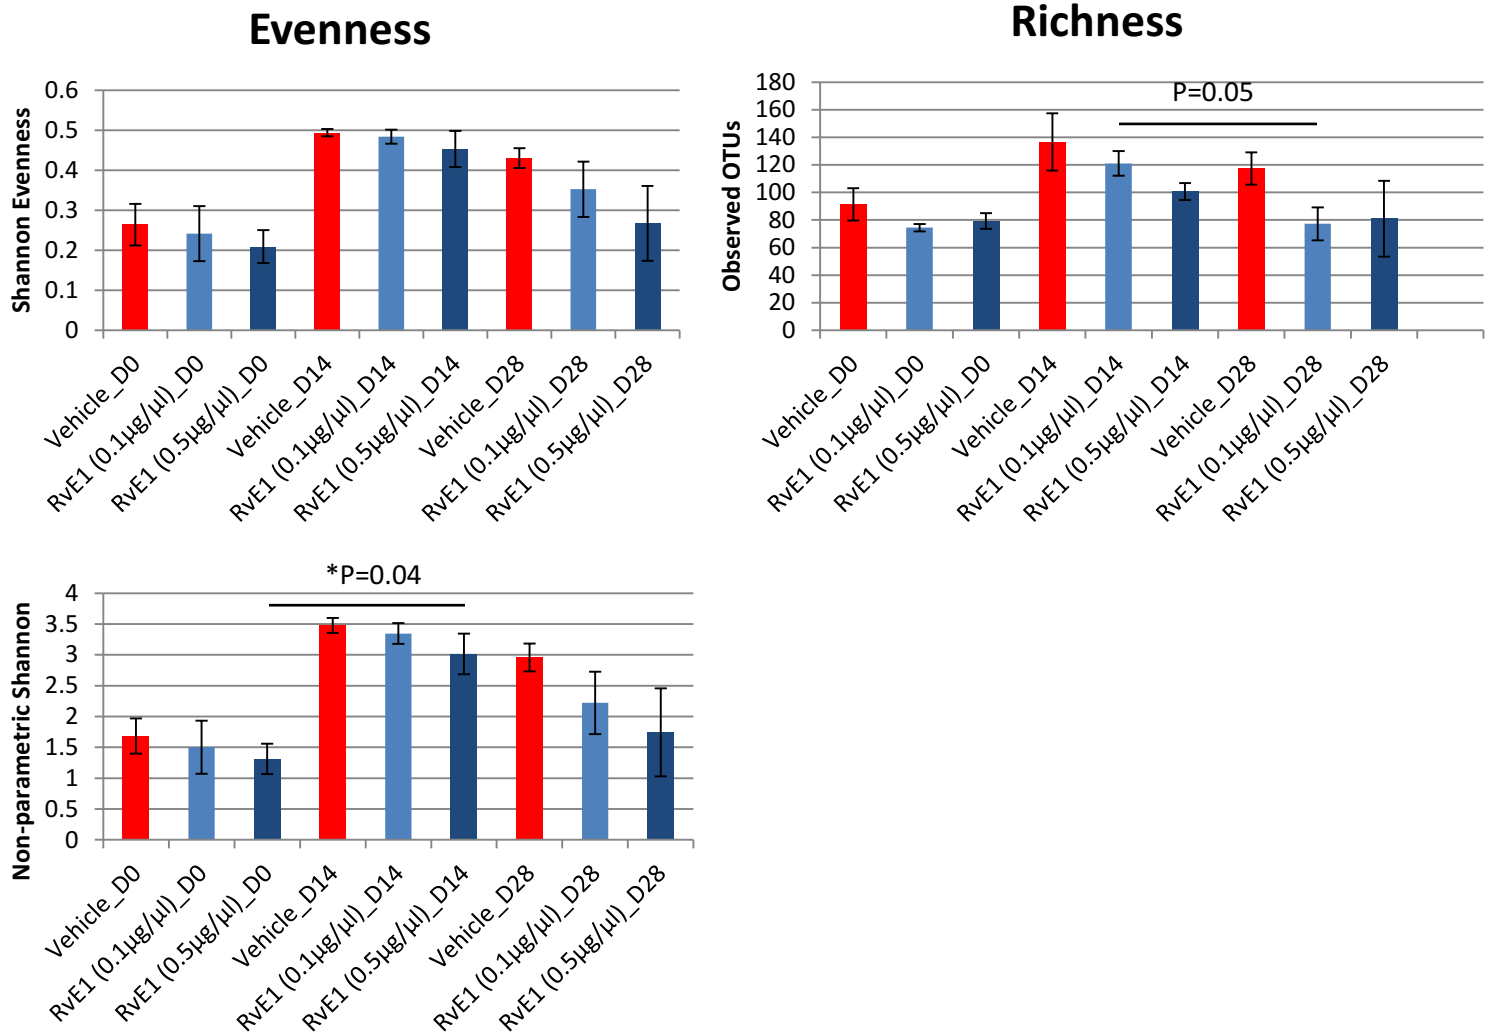 Evenness
Shannon Evenness
0.6
0.5
0.4
0.3
0.2
0.1
0
Vehicle_D0
RvE1 (0.1µg/µl)_D0
RvE1 (0.5µg/µl)_D0
Vehicle_D14
RvE1 (0.1µg/µl)_D14
RvE1 (0.5µg/µl)_D14
Vehicle_D28
RvE1 (0.1µg/µl)_D28
RvE1 (0.5µg/µl)_D28
Richness
Observed OTUs
180
160
140
120
100
80
60
40
20
0
P=0.05
Vehicle_D0
RvE1 (0.1µg/µl)_D0
RvE1 (0.5µg/µl)_D0
Vehicle_D14
RvE1 (0.1µg/µl)_D14
RvE1 (0.5µg/µl)_D14
Vehicle_D28
RvE1 (0.1µg/µl)_D28
RvE1 (0.5µg/µl)_D28
*P=0.04
Non-parametric Shannon
4
3.5
3
2.5
2
1.5
1
0.5
0
Vehicle_D0
RvE1 (0.1µg/µl)_D0
RvE1 (0.5µg/µl)_D0
Vehicle_D14
RvE1 (0.1µg/µl)_D14
RvE1 (0.5µg/µl)_D14
Vehicle_D28
RvE1 (0.1µg/µl)_D28
RvE1 (0.5µg/µl)_D28